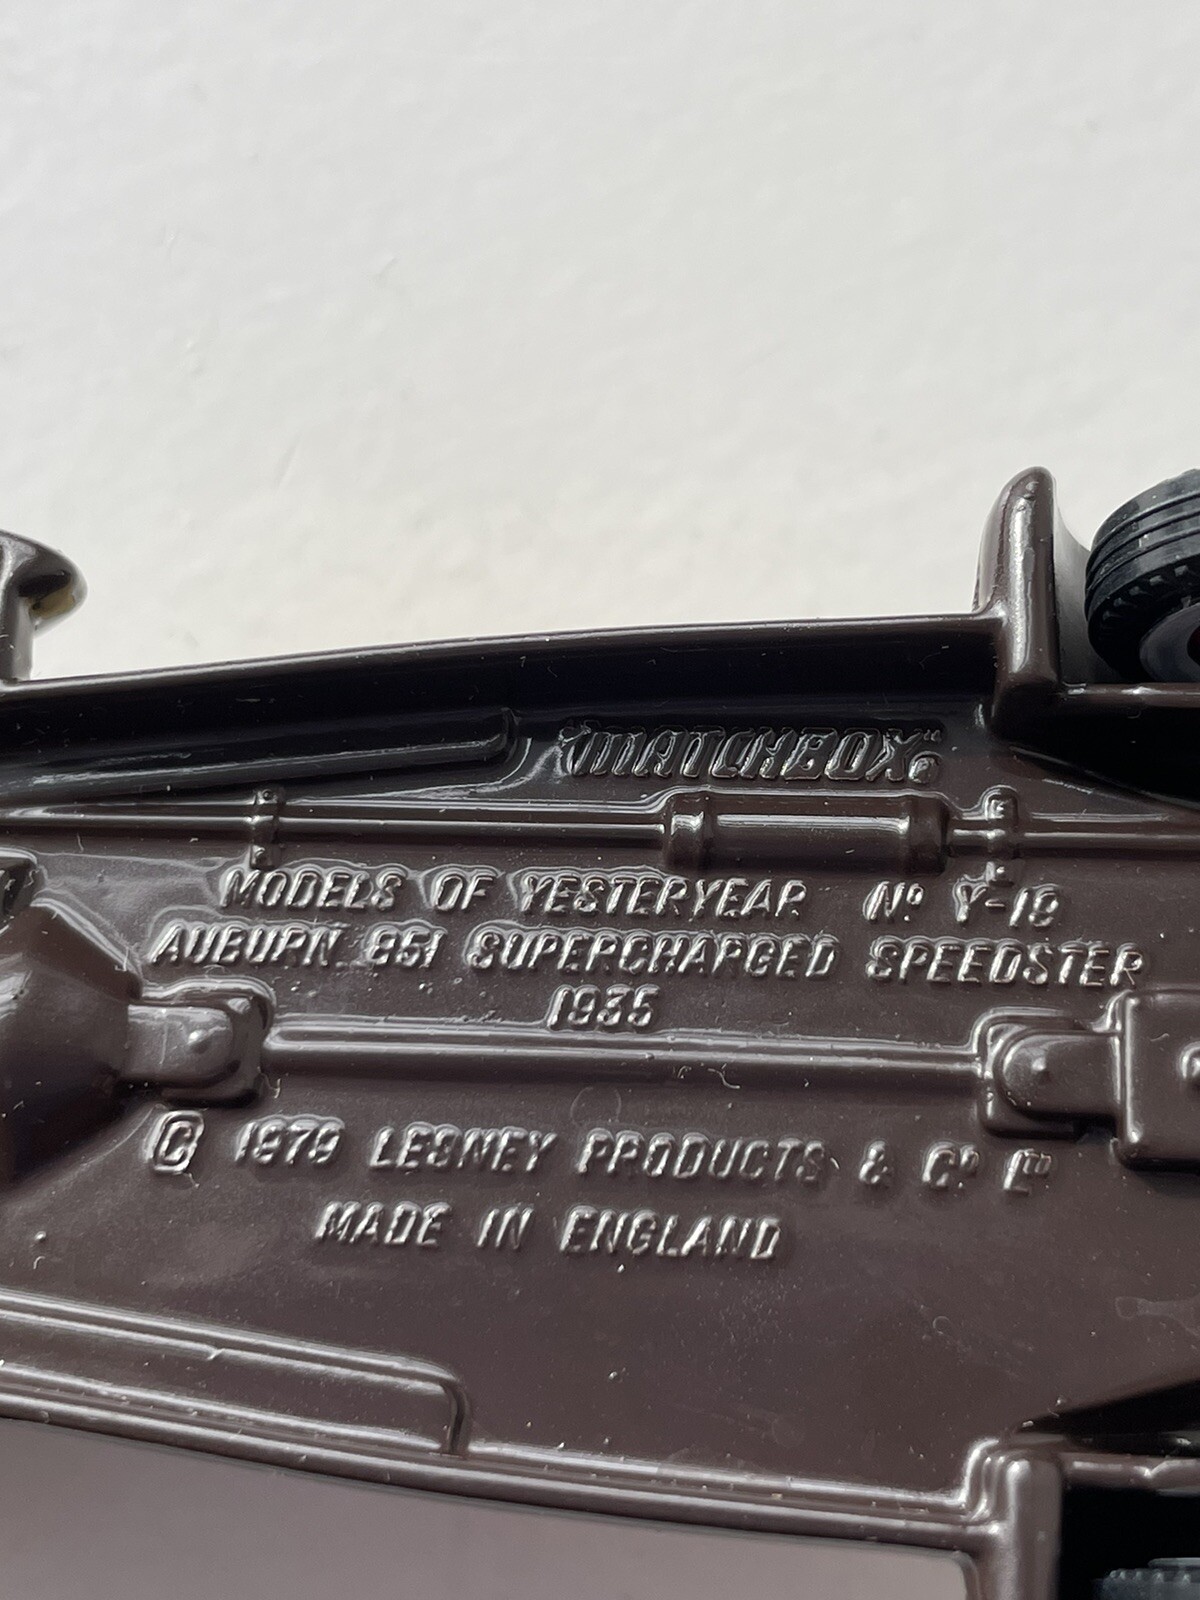 "MATCHBOX"™®
MODELS OF YESTERYEAR Nº Y-19
AUBURN 851 SUPERCHARGED SPEEDSTER
1935
© 1979 LESNEY PRODUCTS & Cº Lᵀᴰ
MADE IN ENGLAND